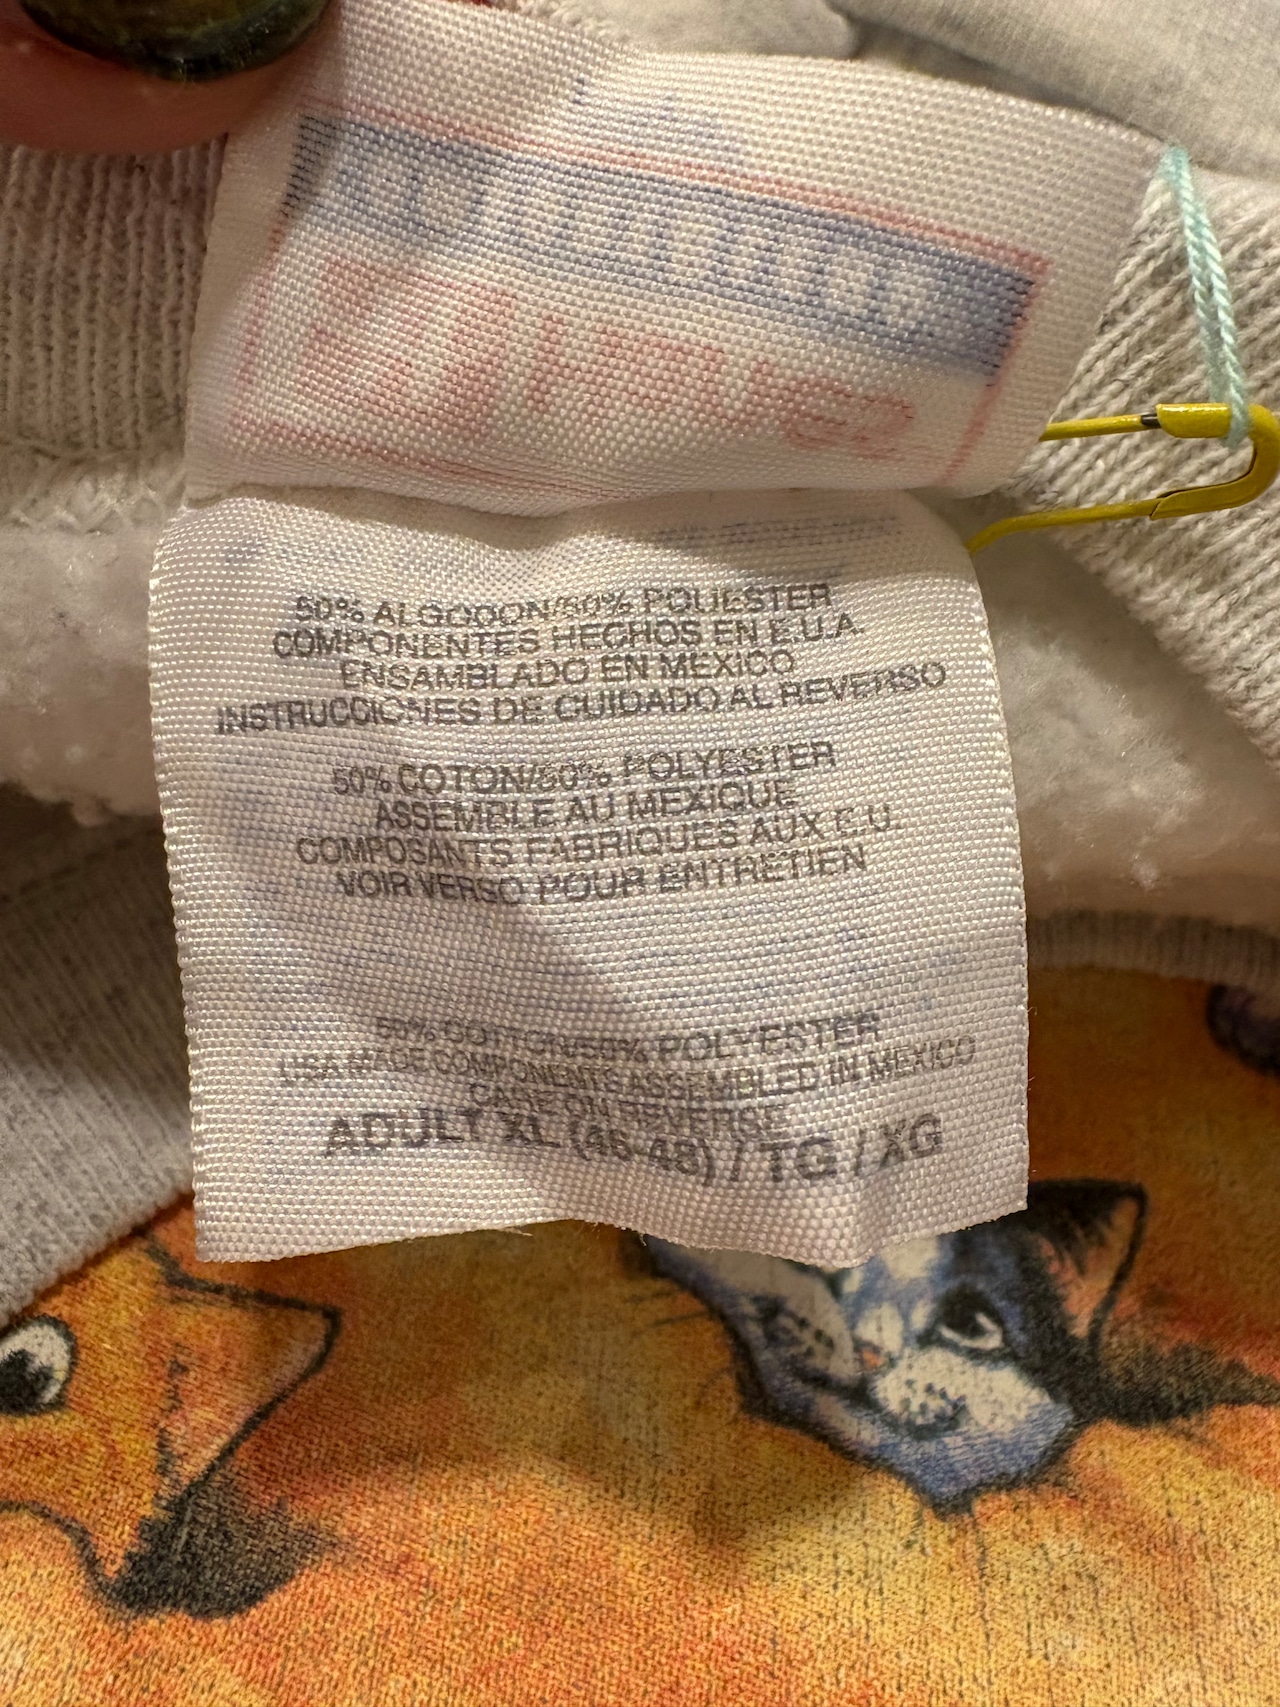 50% ALGODON/50% POLIESTER
COMPONENTES HECHOS EN E.U.A.
ENSAMBLADO EN MEXICO
INSTRUCCIONES DE CUIDADO AL REVERSO
50% COTON/50% POLYESTER
ASSEMBLE AU MEXIQUE
COMPOSANTS FABRIQUES AUX E.U.
VOIR VERSO POUR ENTRETIEN
50% COTTON/50% POLYESTER
USA MADE COMPONENTS ASSEMBLED IN MEXICO
CARE ON REVERSE
ADULT XL (46-48) / TG / XG